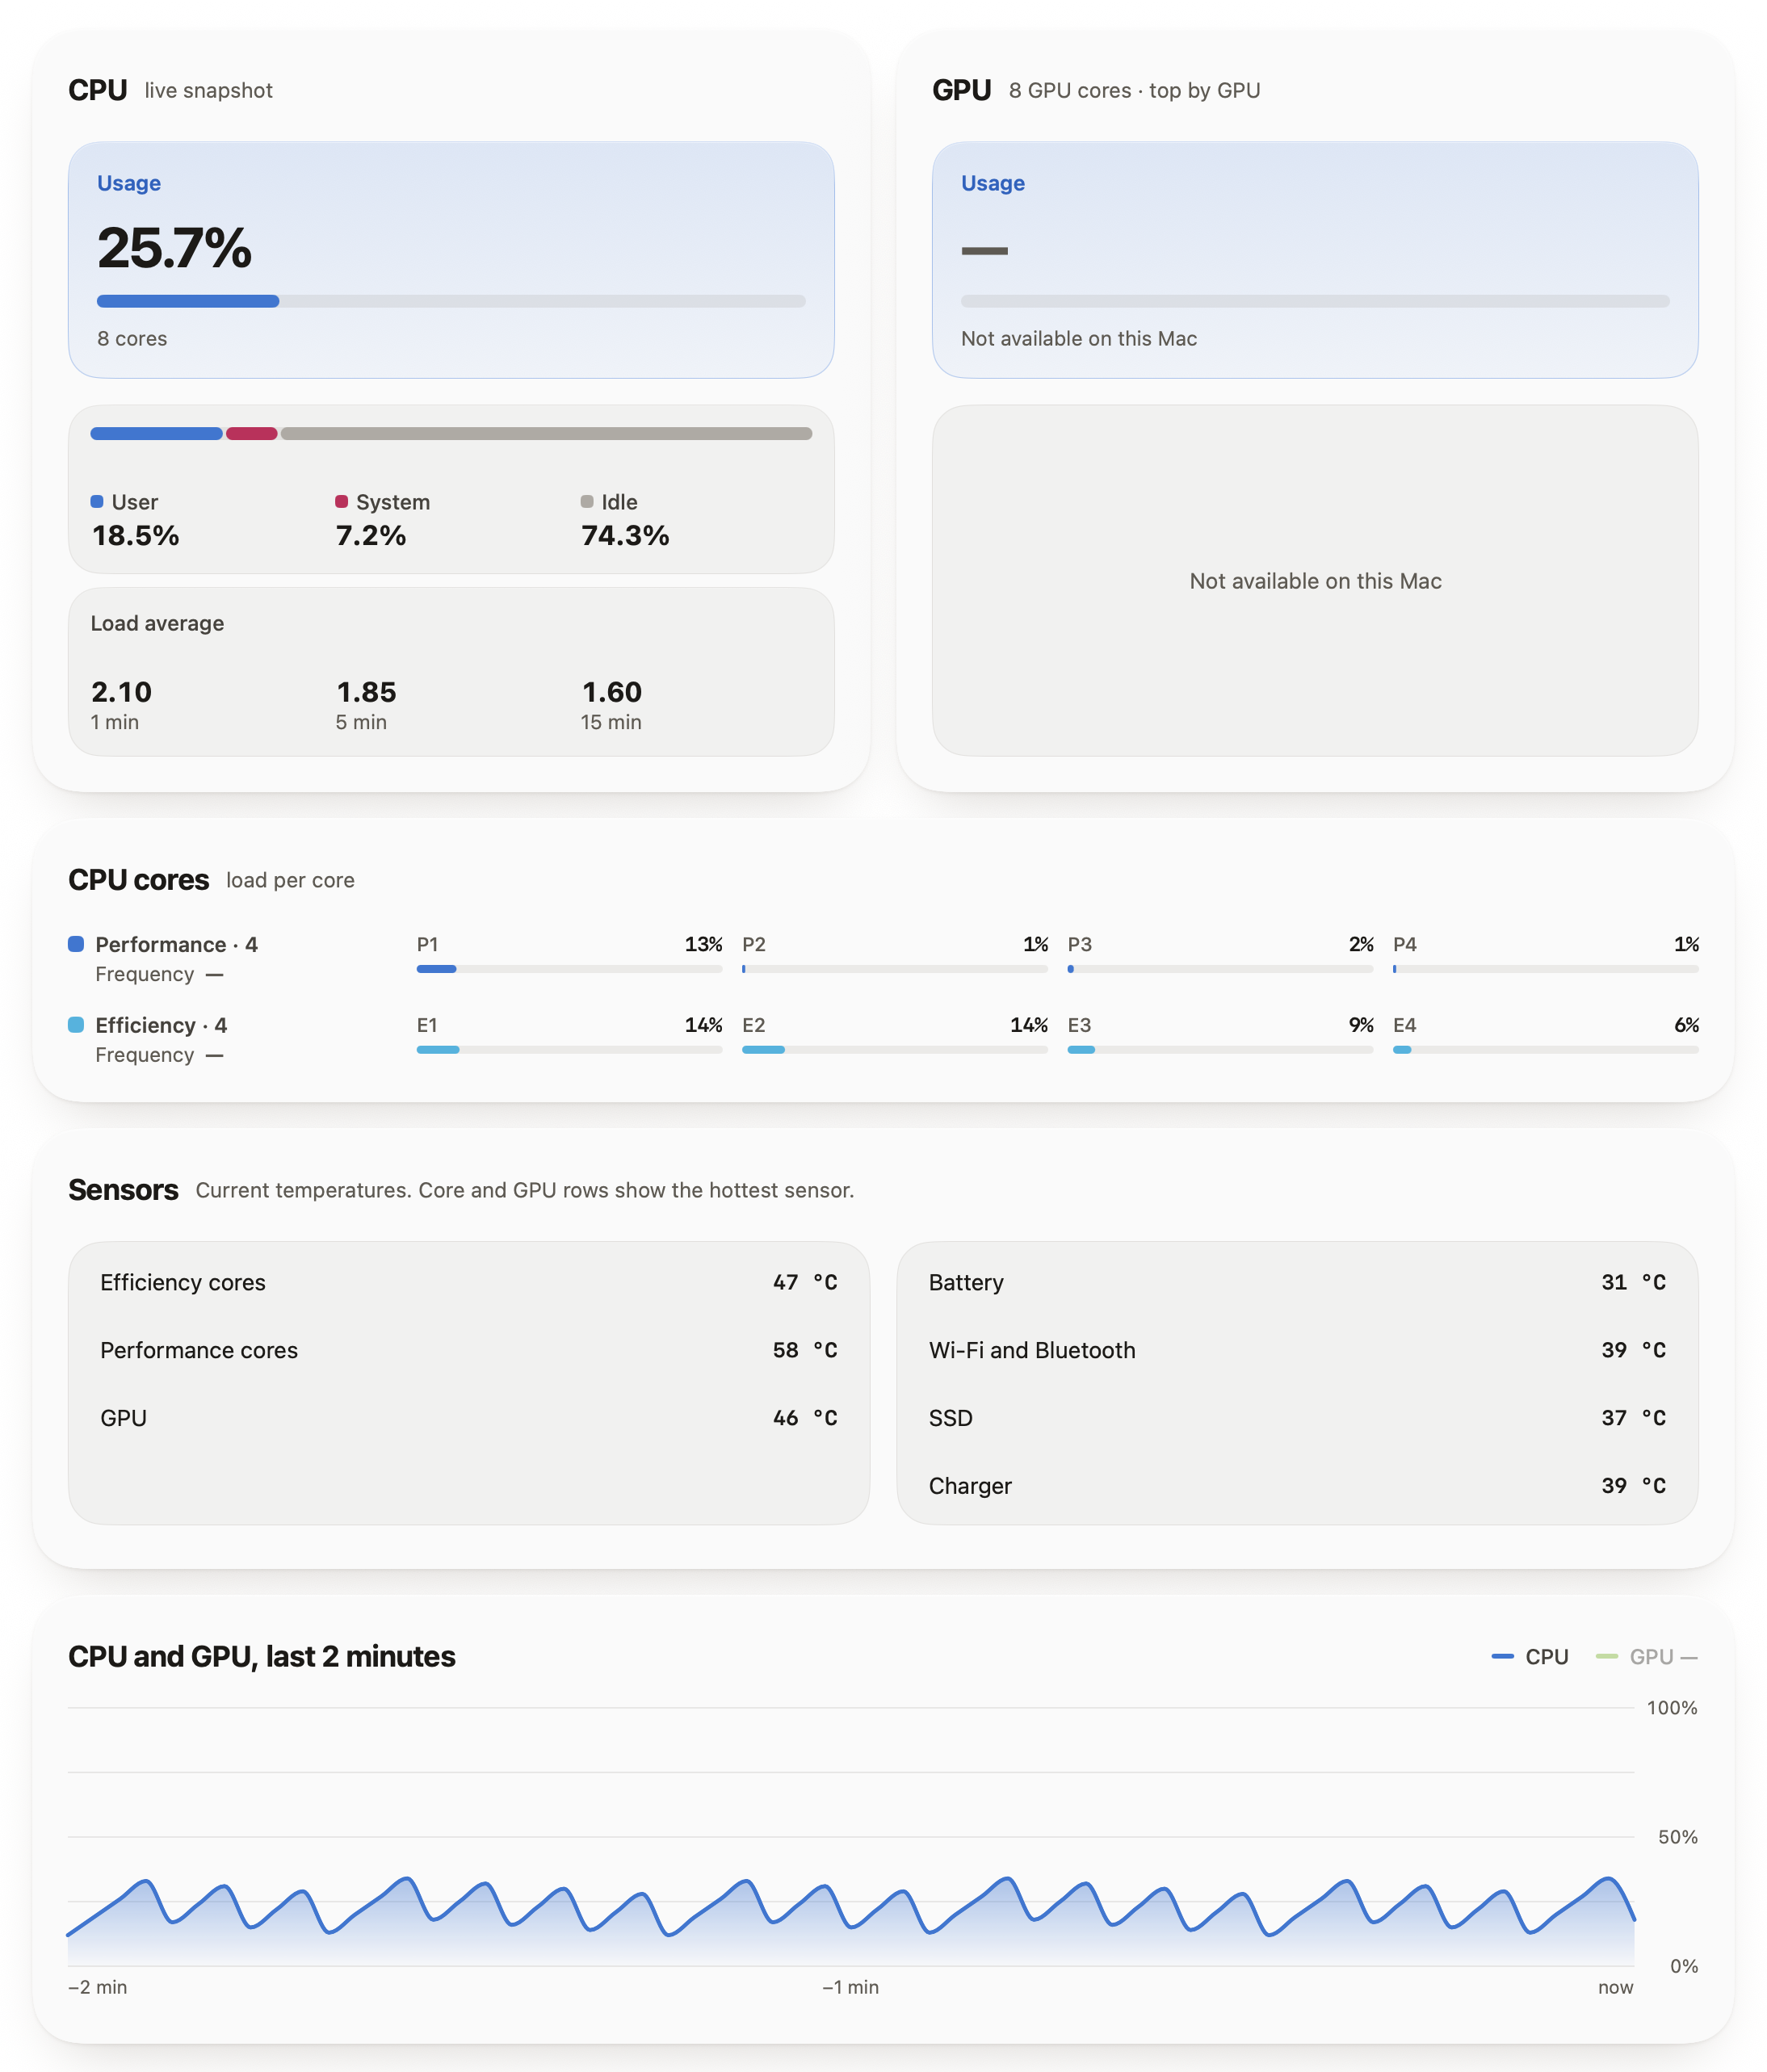 CPU live snapshot
Usage
25.7%
8 cores
User System Idle
18.5% 7.2% 74.3%
Load average
2.10 1.85 1.60
1 min 5 min 15 min
GPU 8 GPU cores · top by GPU
Usage
—
Not available on this Mac
Not available on this Mac
CPU cores load per core
Performance · 4 P1 13% P2 1% P3 2% P4 1%
Frequency —
Efficiency · 4 E1 14% E2 14% E3 9% E4 6%
Frequency —
Sensors Current temperatures. Core and GPU rows show the hottest sensor.
Efficiency cores 47 °C
Performance cores 58 °C
GPU 46 °C
Battery 31 °C
Wi-Fi and Bluetooth 39 °C
SSD 37 °C
Charger 39 °C
CPU and GPU, last 2 minutes CPU GPU —
100%
50%
0%
−2 min −1 min now